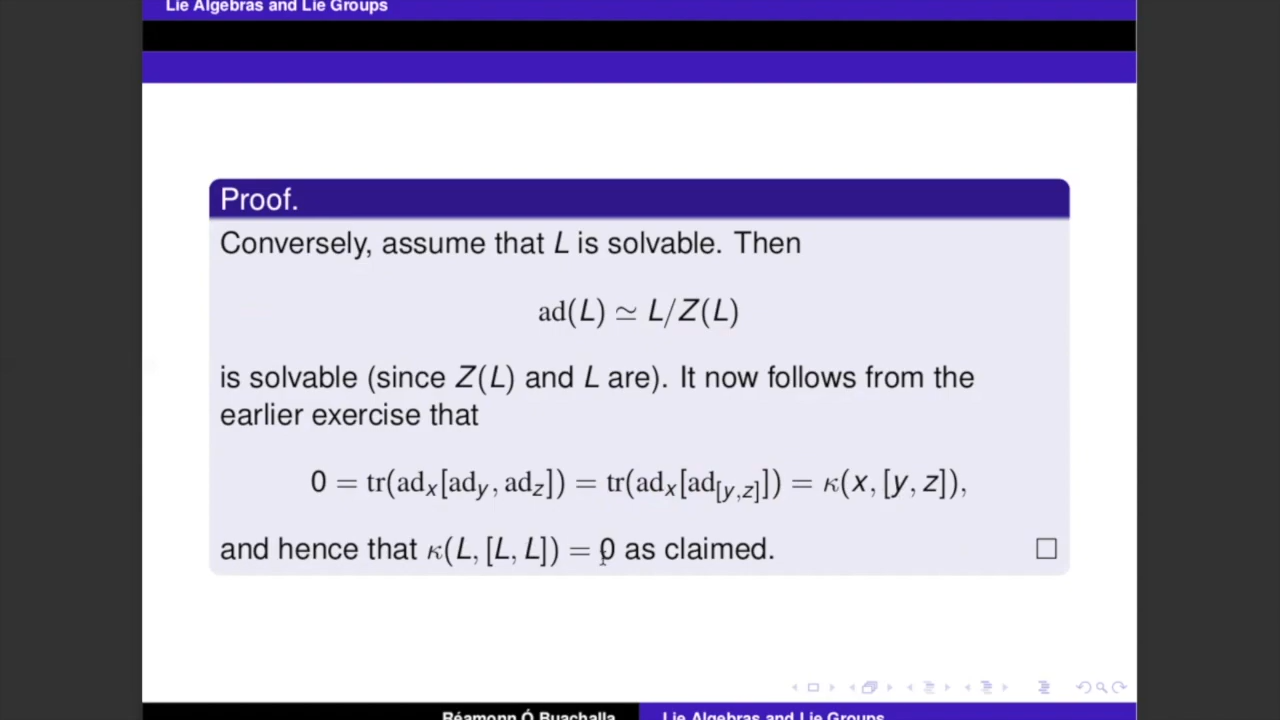 Lie Algebras and Lie Groups
Proof.
Conversely, assume that L is solvable. Then
ad(L) ≃ L/Z(L)
is solvable (since Z(L) and L are). It now follows from the
earlier exercise that
0 = tr(ad_x[ad_y, ad_z]) = tr(ad_x[ad_{[y,z]}]) = κ(x, [y, z]),
and hence that κ(L, [L, L]) = 0 as claimed. □
Réamonn Ó Buachalla Lie Algebras and Lie Groups